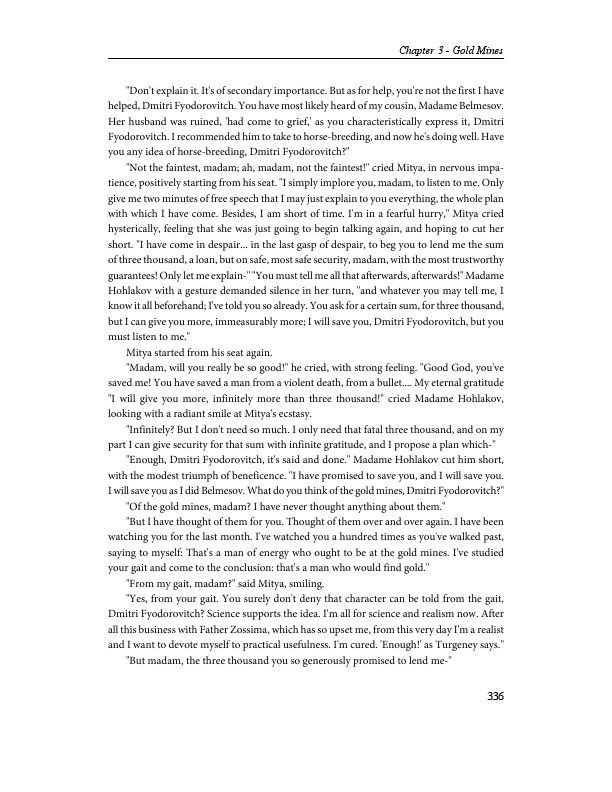 Chapter 3 - Gold Mines
"Don't explain it. It's of secondary importance. But as for help, you're not the first I have
helped, Dmitri Fyodorovitch. You have most likely heard of my cousin, Madame Belmesov.
Her husband was ruined, 'had come to grief,' as you characteristically express it, Dmitri
Fyodorovitch. I recommended him to take to horse-breeding, and now he's doing well. Have
you any idea of horse-breeding, Dmitri Fyodorovitch?"
"Not the faintest, madam; ah, madam, not the faintest!" cried Mitya, in nervous impa-
tience, positively starting from his seat. "I simply implore you, madam, to listen to me. Only
give me two minutes of free speech that I may just explain to you everything, the whole plan
with which I have come. Besides, I am short of time. I'm in a fearful hurry," Mitya cried
hysterically, feeling that she was just going to begin talking again, and hoping to cut her
short. "I have come in despair... in the last gasp of despair, to beg you to lend me the sum
of three thousand, a loan, but on safe, most safe security, madam, with the most trustworthy
guarantees! Only let me explain-" "You must tell me all that afterwards, afterwards!" Madame
Hohlakov with a gesture demanded silence in her turn, "and whatever you may tell me, I
know it all beforehand; I've told you so already. You ask for a certain sum, for three thousand,
but I can give you more, immeasurably more; I will save you, Dmitri Fyodorovitch, but you
must listen to me."
Mitya started from his seat again.
"Madam, will you really be so good!" he cried, with strong feeling. "Good God, you've
saved me! You have saved a man from a violent death, from a bullet.... My eternal gratitude
"I will give you more, infinitely more than three thousand!" cried Madame Hohlakov,
looking with a radiant smile at Mitya's ecstasy.
"Infinitely? But I don't need so much. I only need that fatal three thousand, and on my
part I can give security for that sum with infinite gratitude, and I propose a plan which-"
"Enough, Dmitri Fyodorovitch, it's said and done." Madame Hohlakov cut him short,
with the modest triumph of beneficence. "I have promised to save you, and I will save you.
I will save you as I did Belmesov. What do you think of the gold mines, Dmitri Fyodorovitch?"
"Of the gold mines, madam? I have never thought anything about them."
"But I have thought of them for you. Thought of them over and over again. I have been
watching you for the last month. I've watched you a hundred times as you've walked past,
saying to myself: That's a man of energy who ought to be at the gold mines. I've studied
your gait and come to the conclusion: that's a man who would find gold."
"From my gait, madam?" said Mitya, smiling.
"Yes, from your gait. You surely don't deny that character can be told from the gait,
Dmitri Fyodorovitch? Science supports the idea. I'm all for science and realism now. After
all this business with Father Zossima, which has so upset me, from this very day I'm a realist
and I want to devote myself to practical usefulness. I'm cured. 'Enough!' as Turgeney says."
"But madam, the three thousand you so generously promised to lend me-"
336